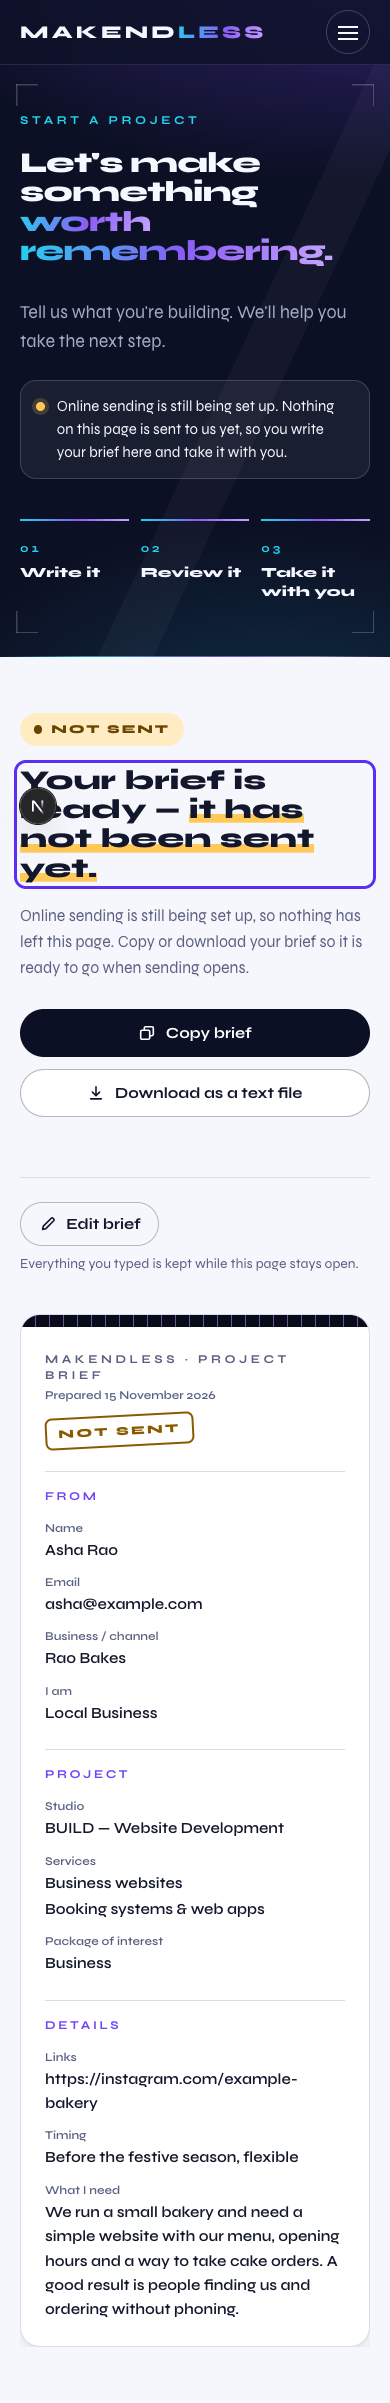 MAKENDLESS
START A PROJECT
Let's make
something
worth
remembering.
Tell us what you're building. We'll help you
take the next step.
Online sending is still being set up. Nothing
on this page is sent to us yet, so you write
your brief here and take it with you.
01
Write it
02
Review it
03
Take it
with you
NOT SENT
Your brief is
ready – it has
not been sent
yet.
N
Online sending is still being set up, so nothing has
left this page. Copy or download your brief so it is
ready to go when sending opens.
Copy brief
Download as a text file
Edit brief
Everything you typed is kept while this page stays open.
MAKENDLESS · PROJECT
BRIEF
Prepared 15 November 2026
NOT SENT
FROM
Name
Asha Rao
Email
asha@example.com
Business / channel
Rao Bakes
I am
Local Business
PROJECT
Studio
BUILD — Website Development
Services
Business websites
Booking systems & web apps
Package of interest
Business
DETAILS
Links
https://instagram.com/example-
bakery
Timing
Before the festive season, flexible
What I need
We run a small bakery and need a
simple website with our menu, opening
hours and a way to take cake orders. A
good result is people finding us and
ordering without phoning.